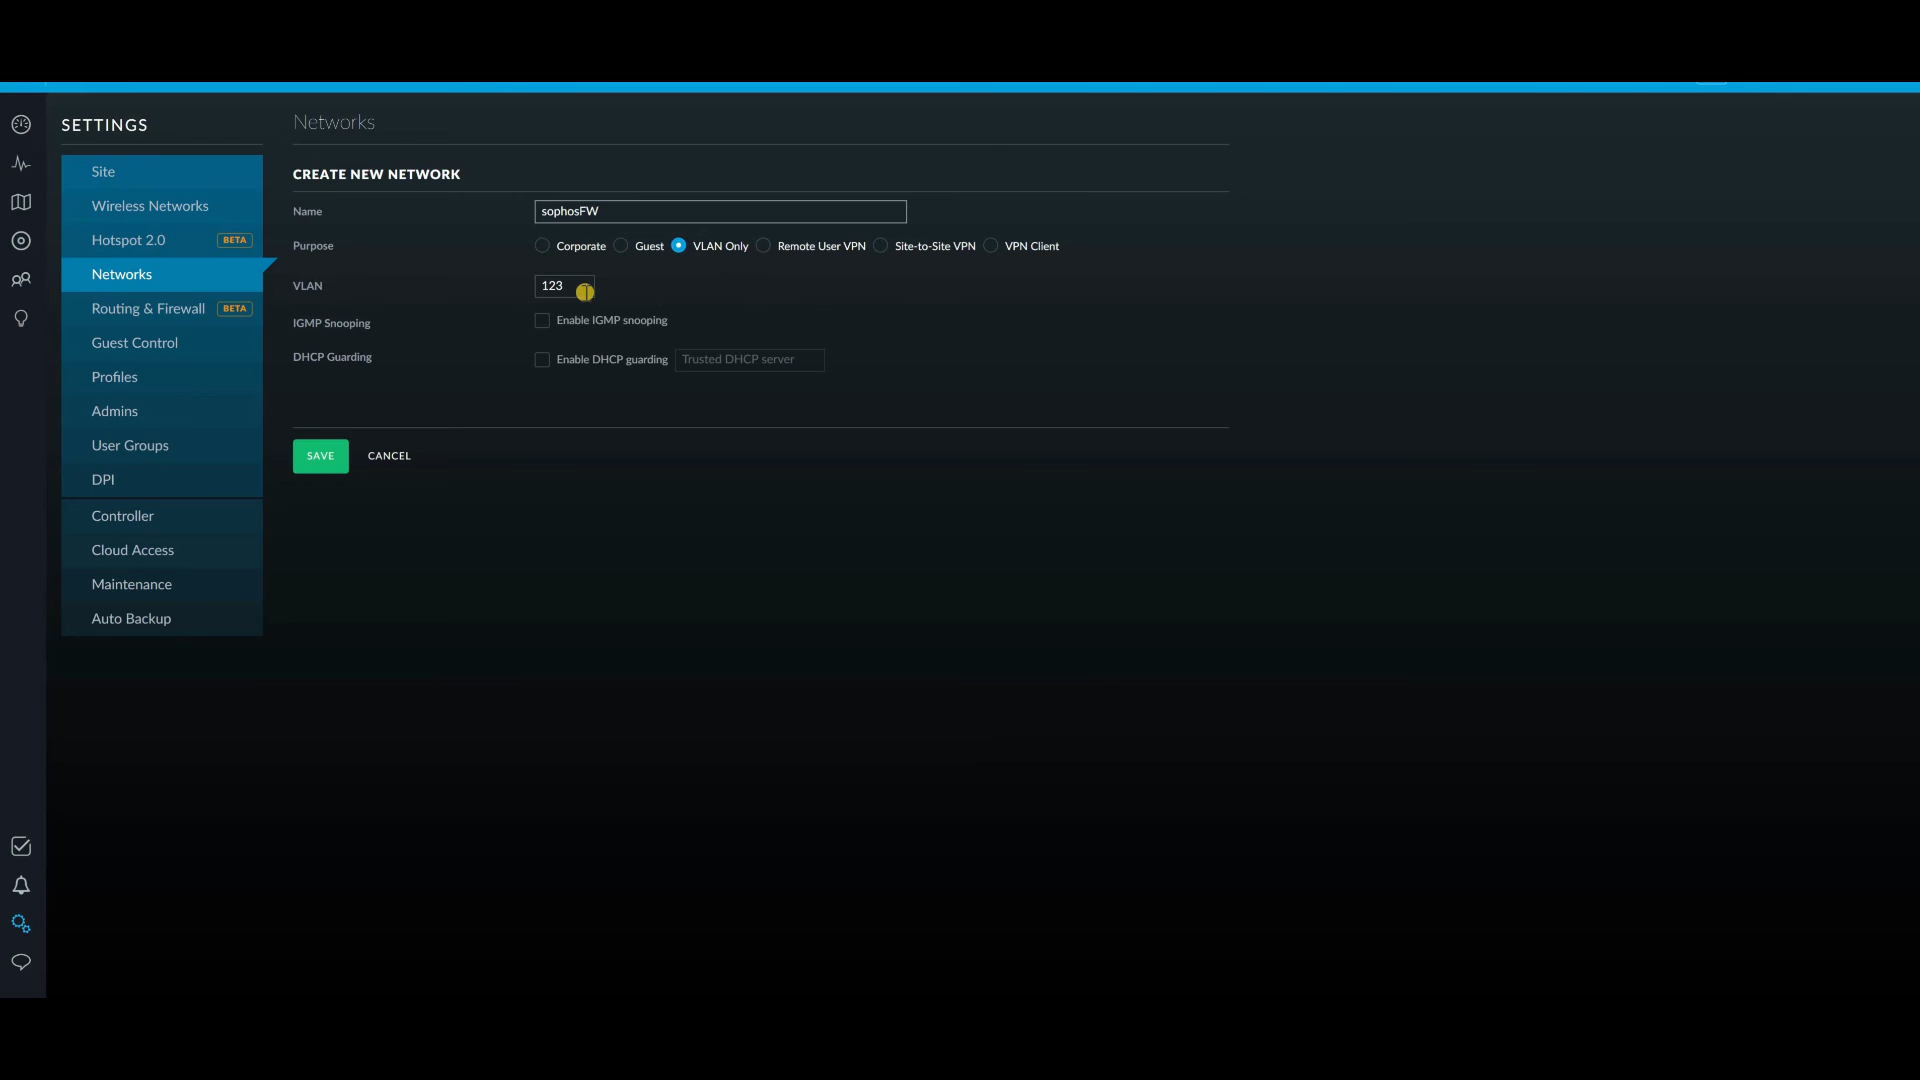 SETTINGS
Site
Wireless Networks
Hotspot 2.0 BETA
Networks
Routing & Firewall BETA
Guest Control
Profiles
Admins
User Groups
DPI
Controller
Cloud Access
Maintenance
Auto Backup
Networks
CREATE NEW NETWORK
Name sophosFW
Purpose Corporate Guest VLAN Only Remote User VPN Site-to-Site VPN VPN Client
VLAN 123
IGMP Snooping Enable IGMP snooping
DHCP Guarding Enable DHCP guarding Trusted DHCP server
SAVE CANCEL